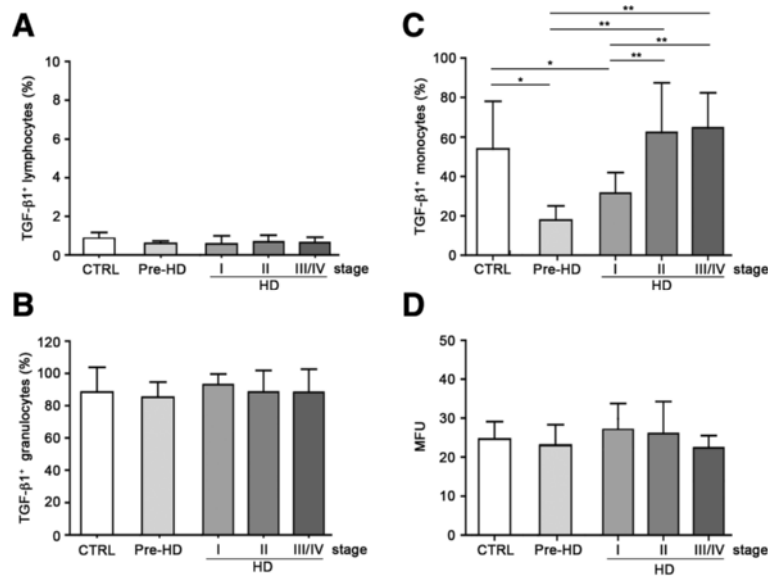 A
TGF-β1⁺ lymphocytes (%)
10
8
6
4
2
0
CTRL Pre-HD I II III/IV stage
HD
B
TGF-β1⁺ granulocytes (%)
120
100
80
60
40
20
0
CTRL Pre-HD I II III/IV stage
HD
C
**
**
**
* **
*
TGF-β1⁺ monocytes (%)
100
80
60
40
20
0
CTRL Pre-HD I II III/IV stage
HD
D
MFU
50
40
30
20
10
0
CTRL Pre-HD I II III/IV stage
HD